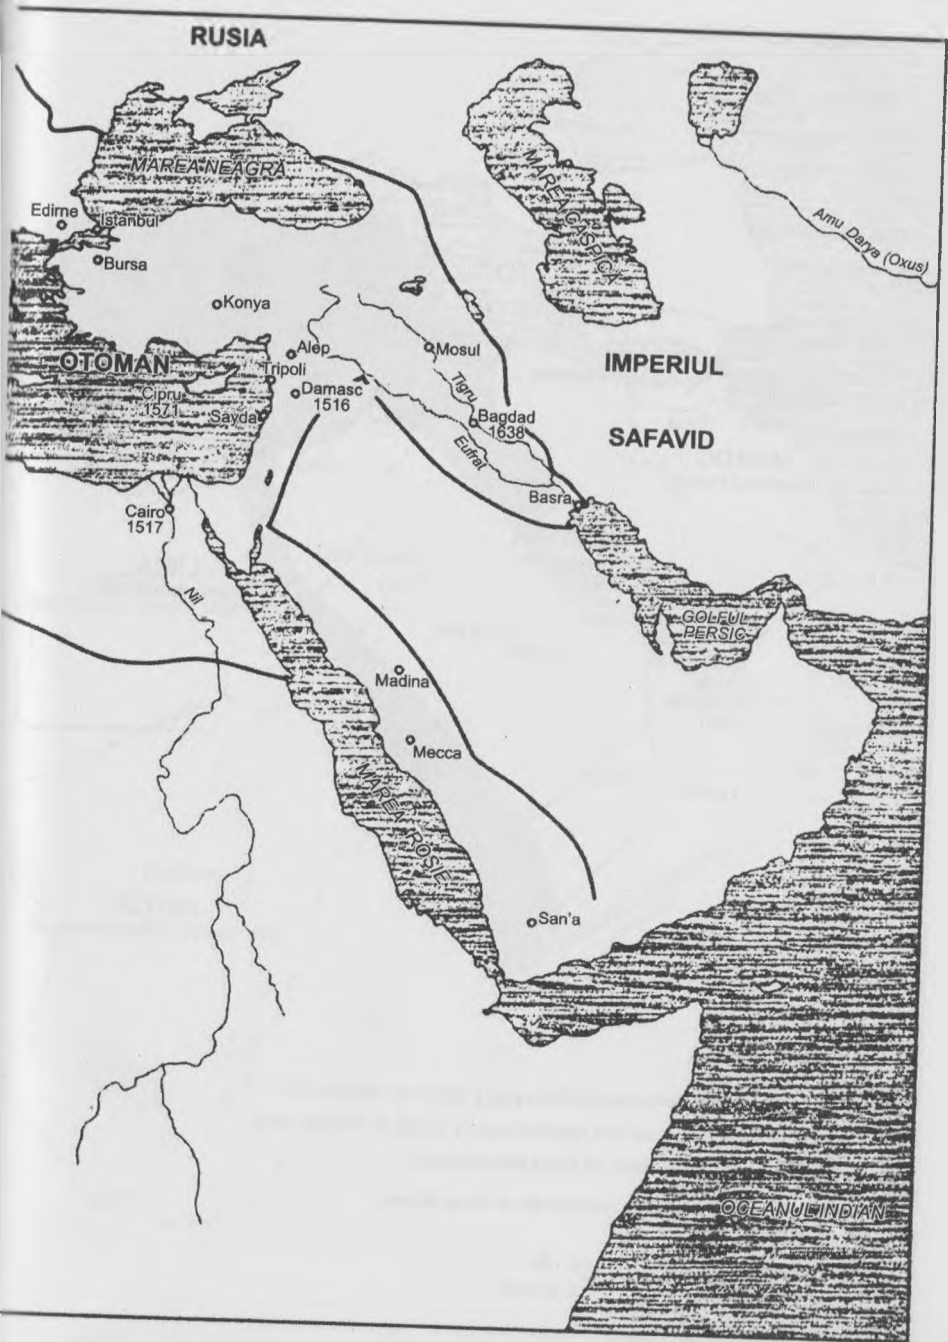 RUSIA
MAREA NEAGRĂ
MAREA CASPICĂ
Amu Darya (Oxus)
Edirne
Istanbul
Bursa
Konya
OTOMAN
Alep
Tripoli
Cipru
1571
Damasc
1516
Sayda
Mosul
Tigru
Bagdad
1638
Eufrat
Basra
IMPERIUL
SAFAVID
Cairo
1517
Nil
GOLFUL
PERSIC
Madina
Mecca
MAREA ROȘIE
San'a
OCEANUL INDIAN